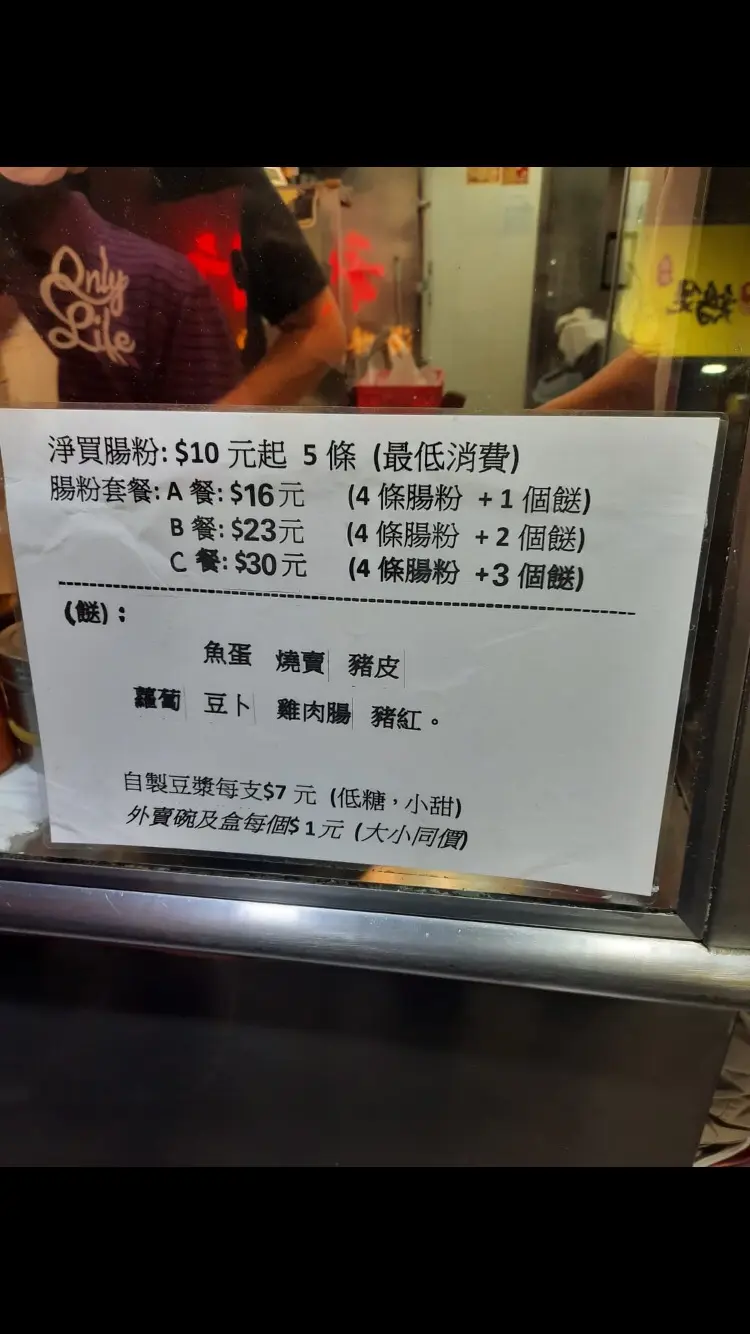 Only
Life
淨買腸粉: $10 元起 5 條 (最低消費)
腸粉套餐: A 餐: $16元 (4 條腸粉 +1 個餸)
B 餐: $23元 (4 條腸粉 +2 個餸)
C 餐: $30元 (4 條腸粉 +3 個餸)
(餸) :
魚蛋 燒賣 豬皮
蘿蔔 豆卜 雞肉腸 豬紅。
自製豆漿每支$7 元 (低糖，小甜)
外賣碗及盒每個$1元 (大小同價)